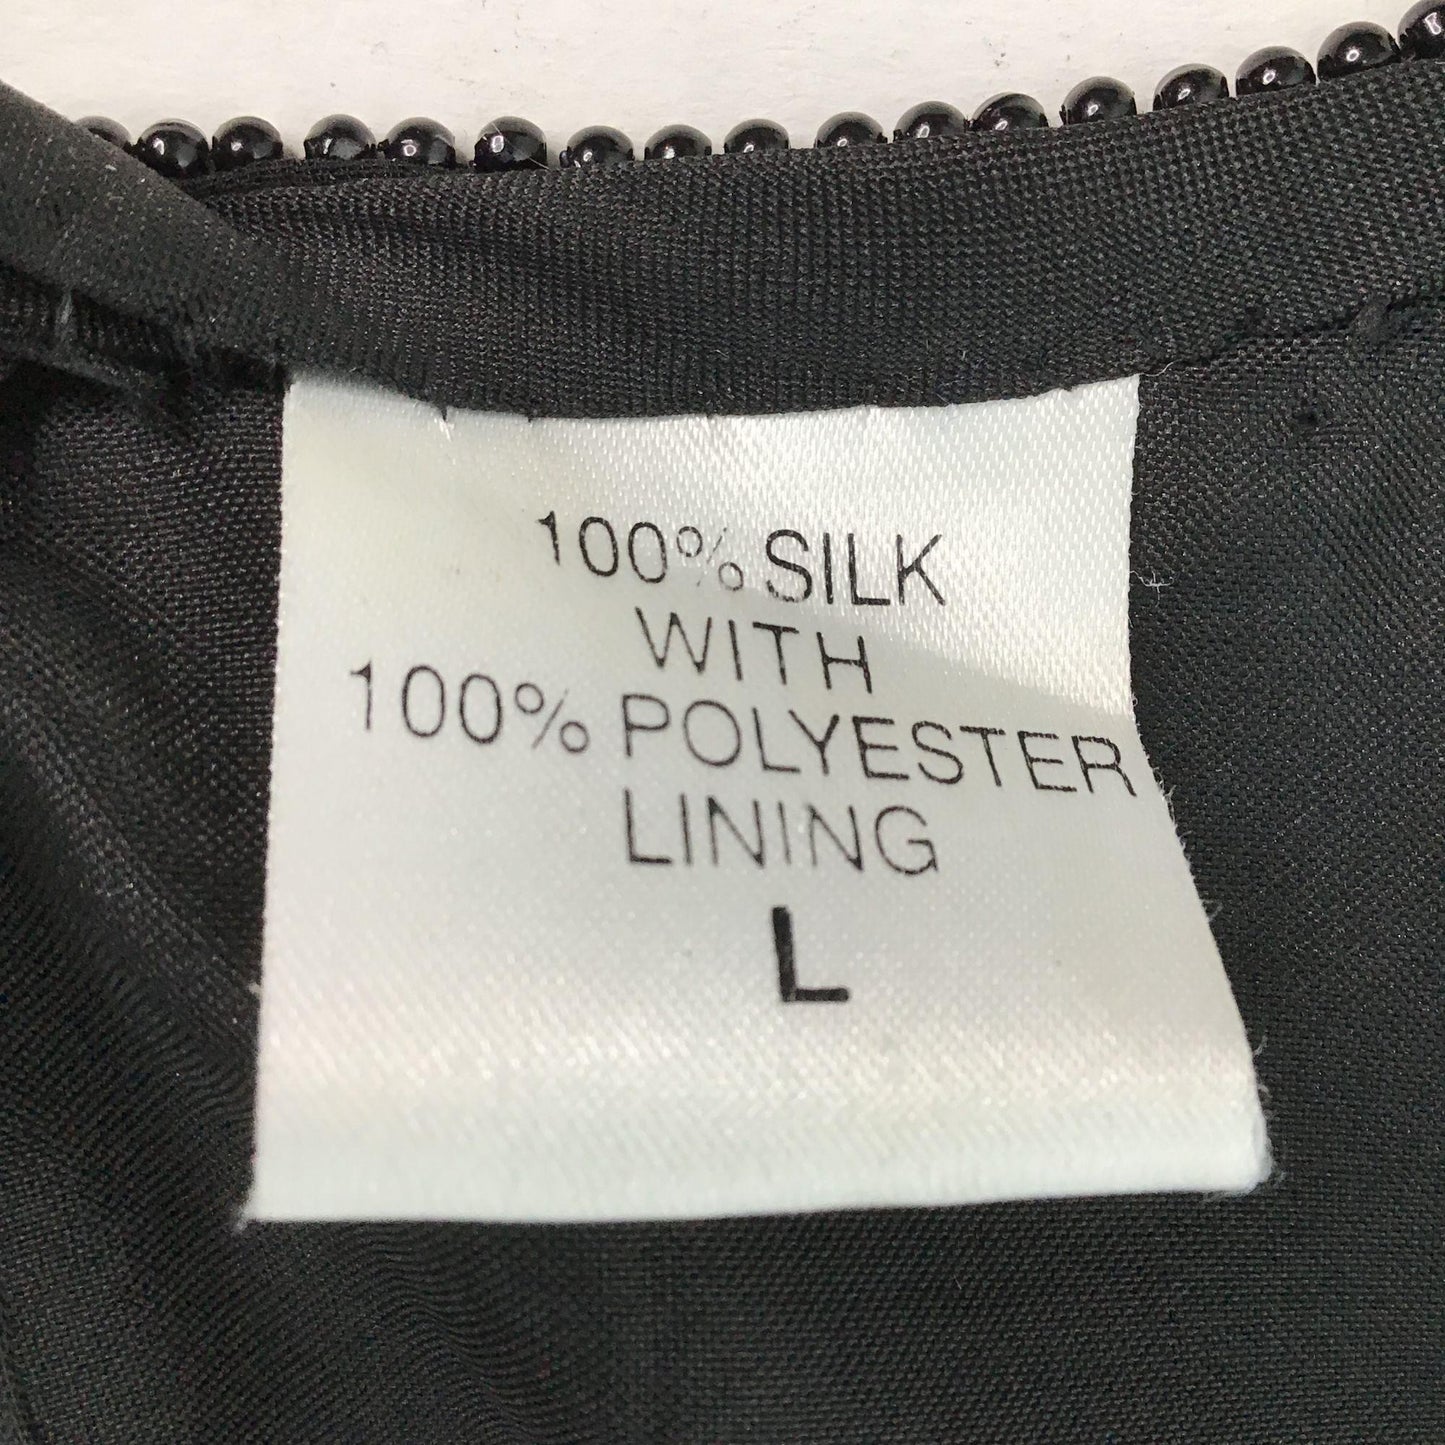 100% SILK
WITH
100% POLYESTER
LINING
L